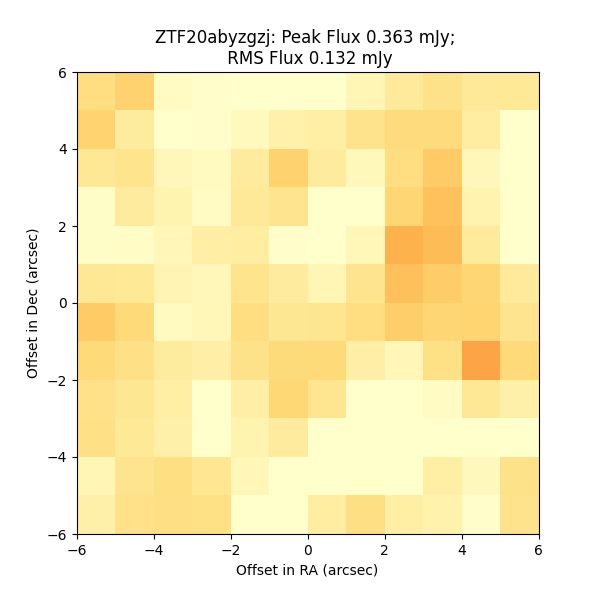 ZTF20abyzgzj: Peak Flux 0.363 mJy;
RMS Flux 0.132 mJy
6
4
2
0
−2
−4
−6
Offset in Dec (arcsec)
−6 −4 −2 0 2 4 6
Offset in RA (arcsec)